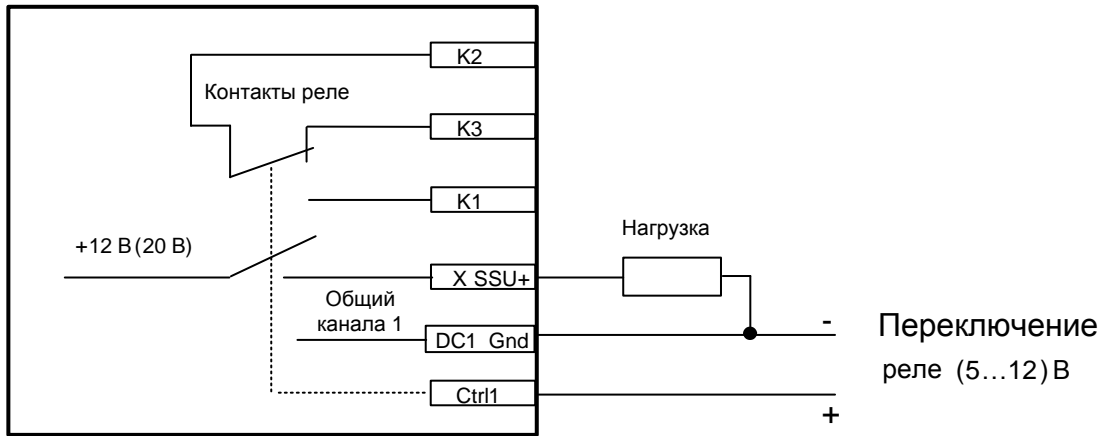 K2
Контакты реле
K3
K1
+12 В (20 В)
Нагрузка
X SSU+
Общий
канала 1
DC1 Gnd
-
Переключение
реле (5...12) В
Ctrl1
+